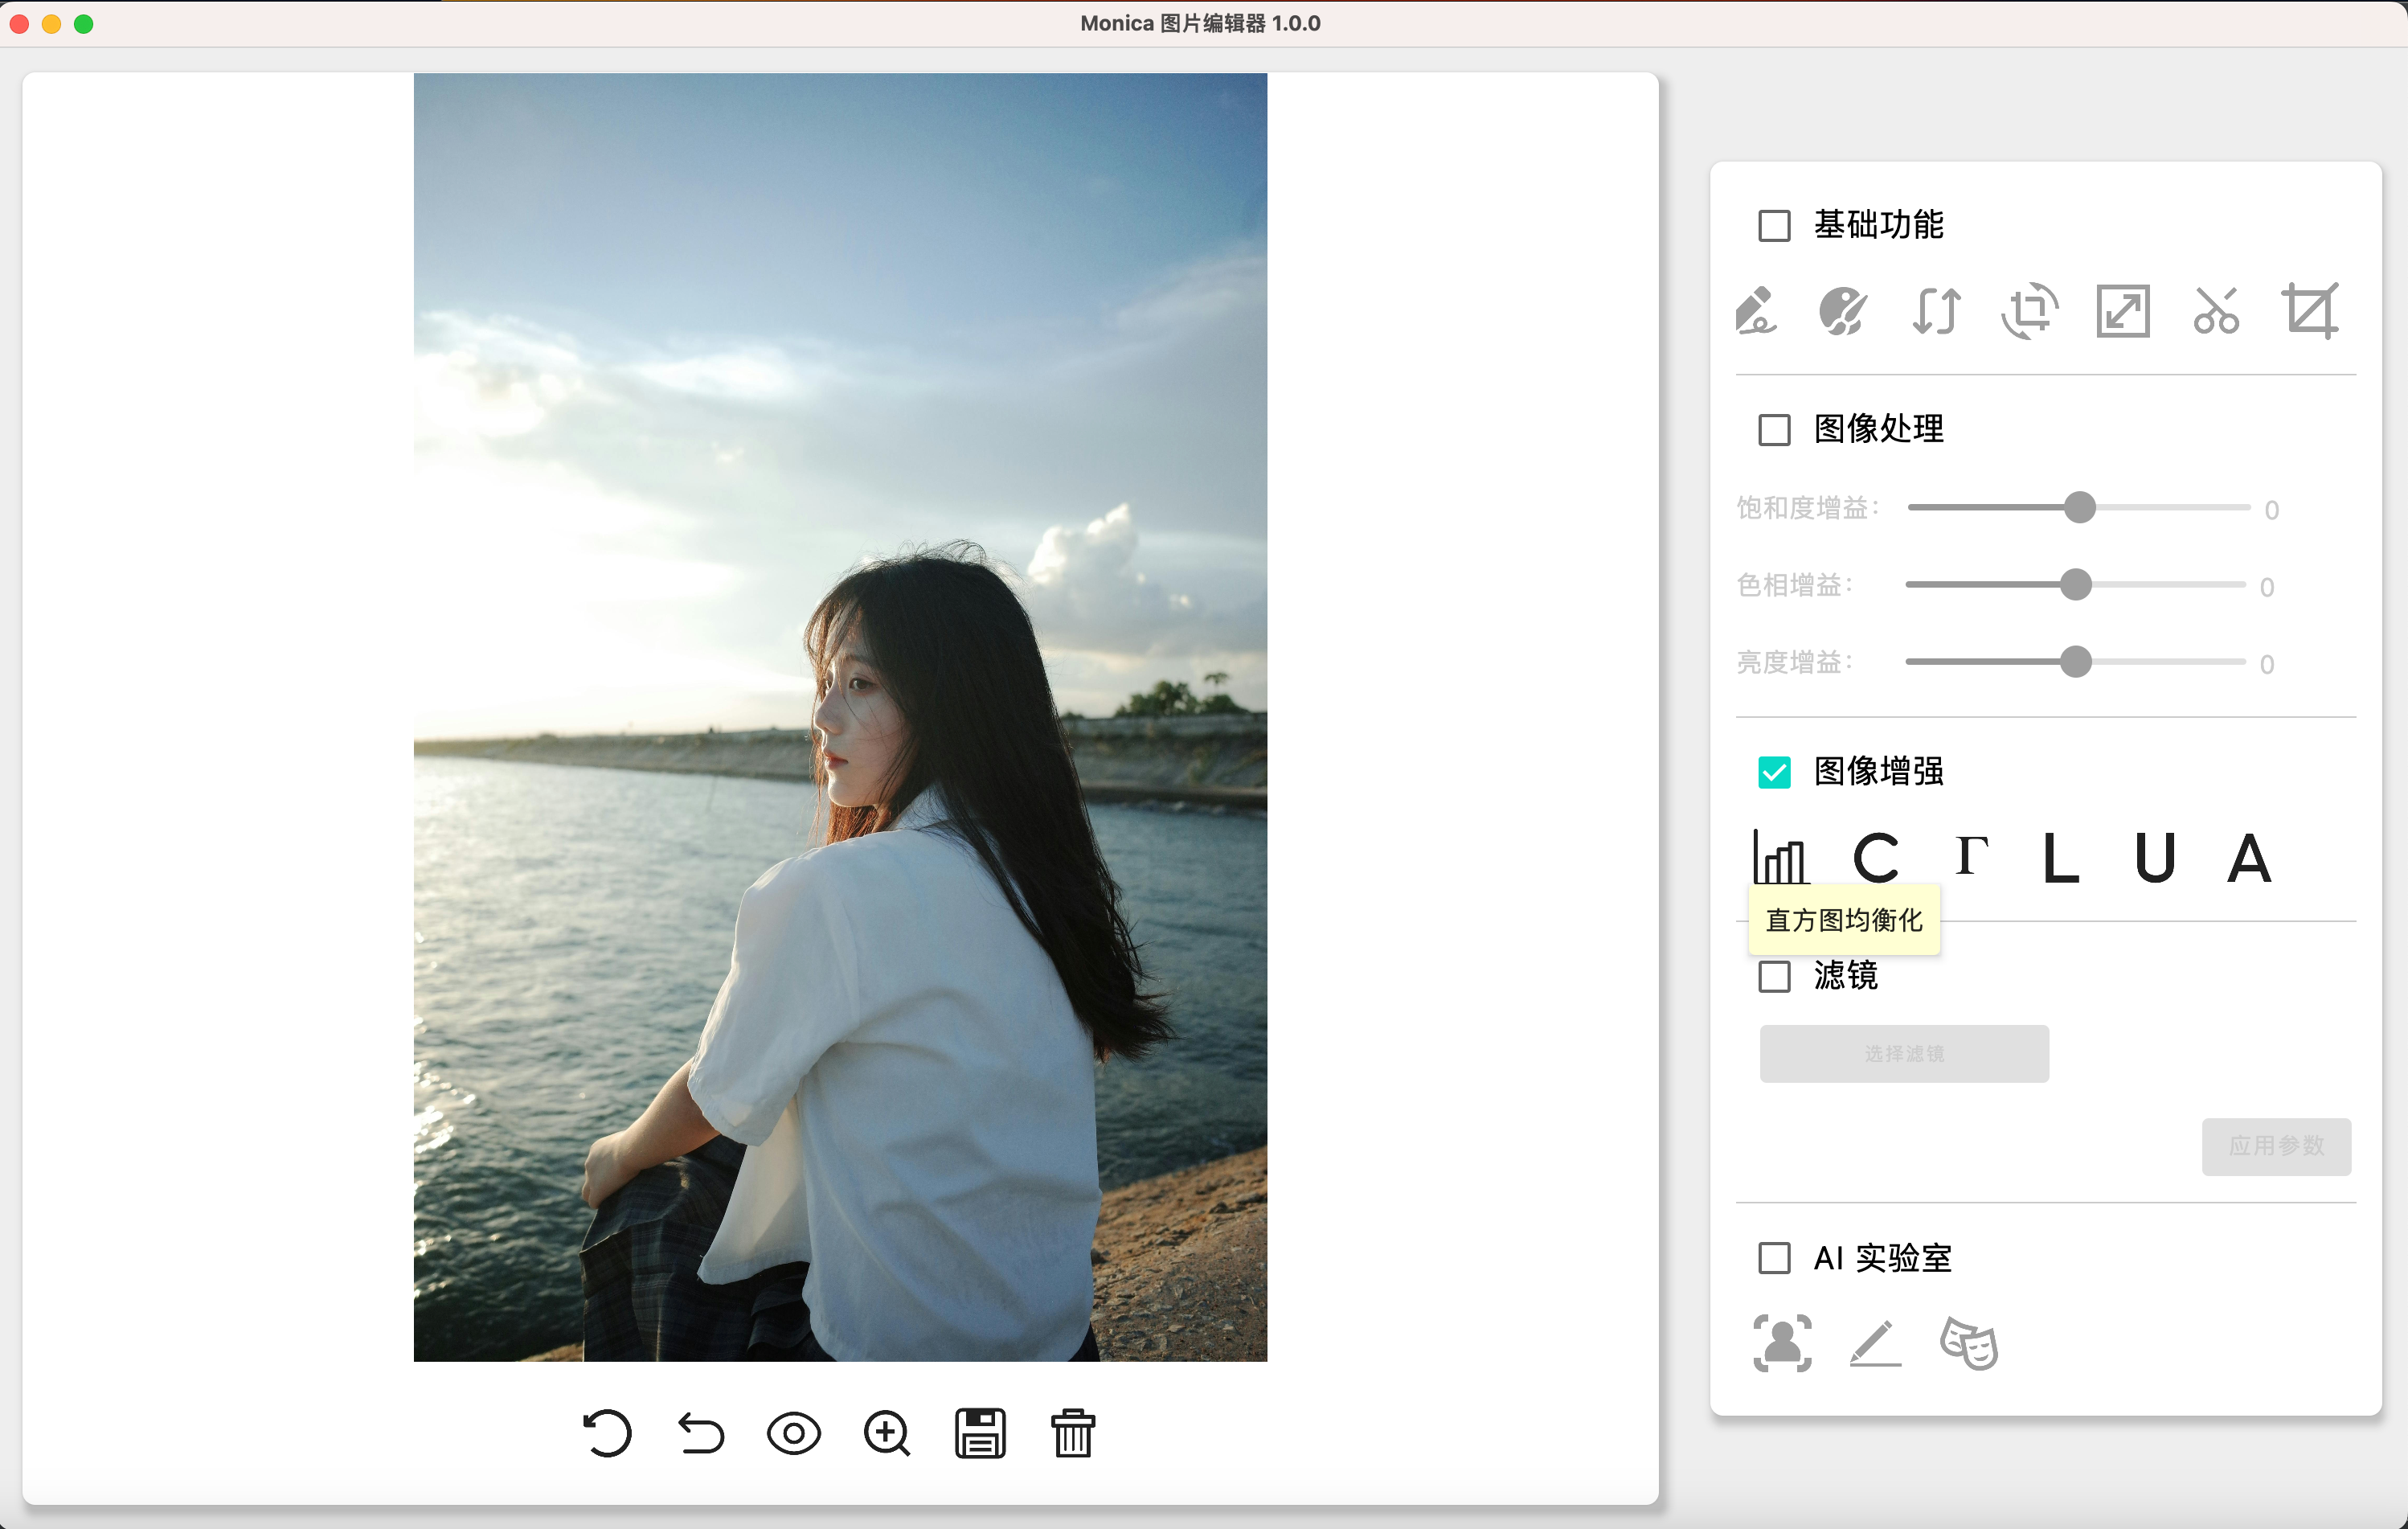 Monica 图片编辑器 1.0.0
基础功能
图像处理
饱和度增益: 0
色相增益: 0
亮度增益: 0
图像增强
C Γ L U A
直方图均衡化
滤镜
选择滤镜
应用参数
AI 实验室